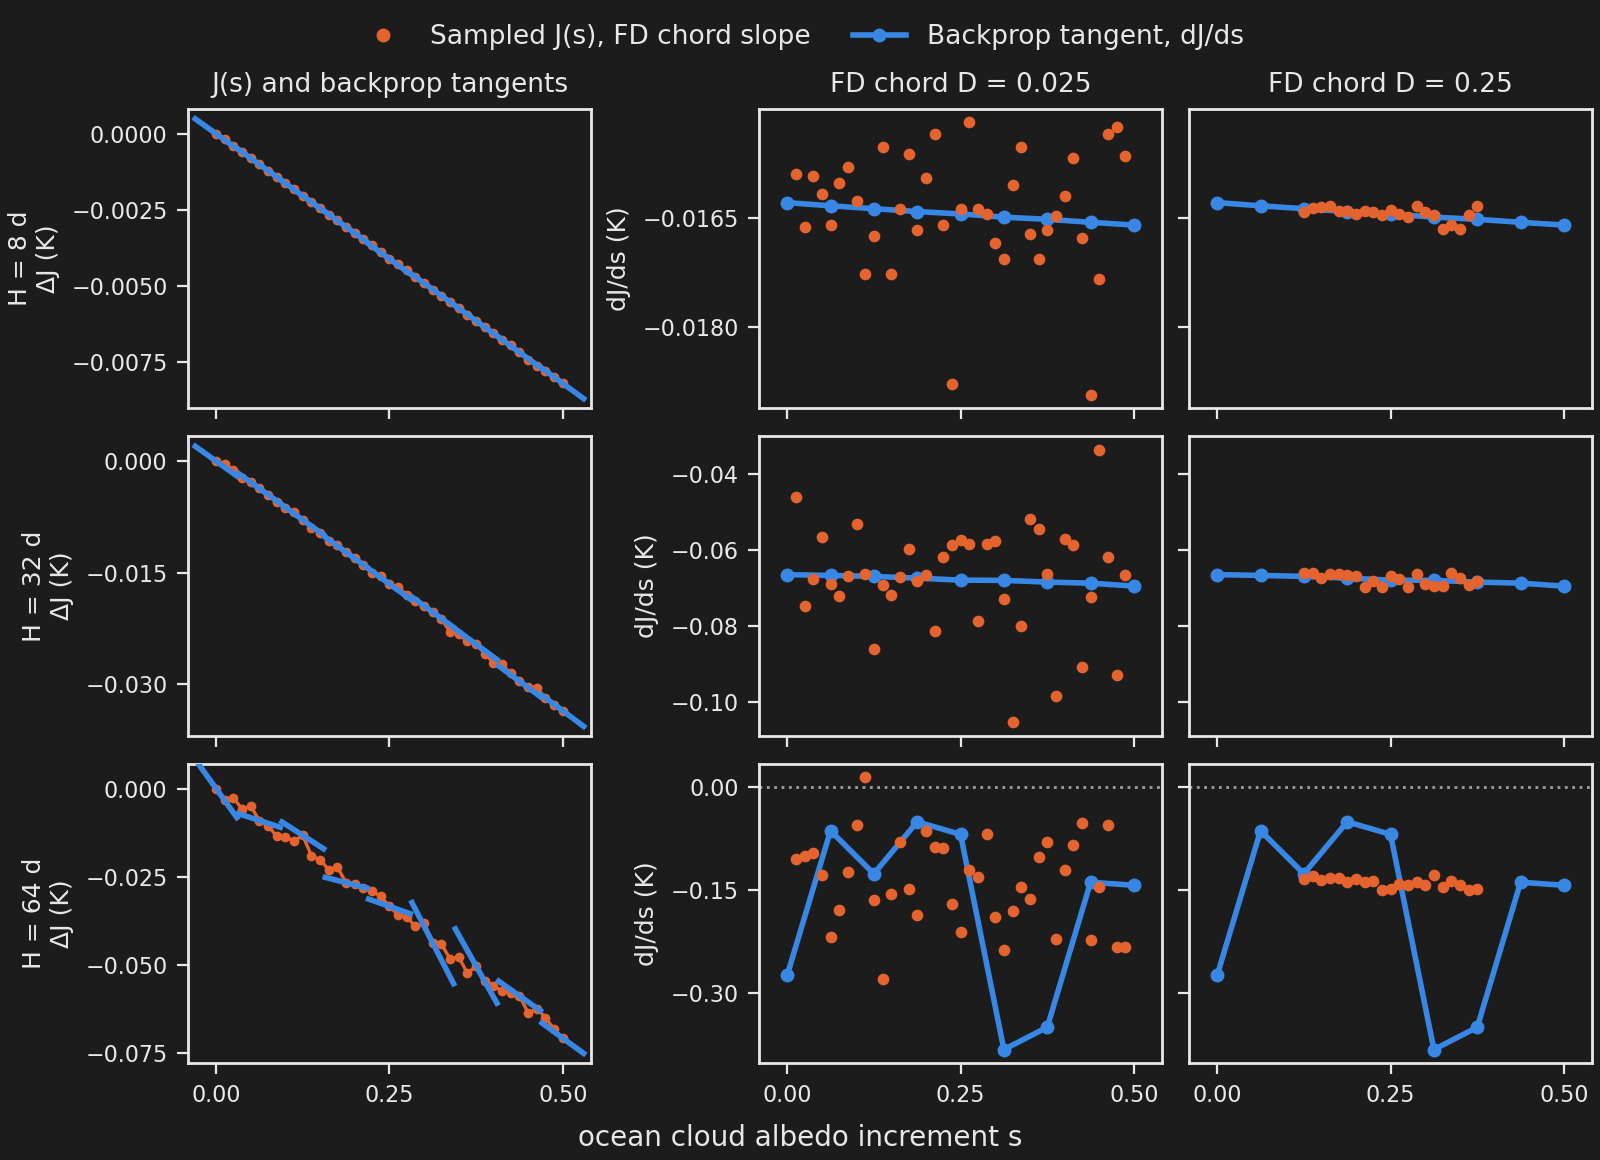 Sampled J(s), FD chord slope
Backprop tangent, dJ/ds
J(s) and backprop tangents
FD chord D = 0.025
FD chord D = 0.25
H = 8 d
ΔJ (K)
0.0000
−0.0025
−0.0050
−0.0075
dJ/ds (K)
−0.0165
−0.0180
H = 32 d
ΔJ (K)
0.000
−0.015
−0.030
dJ/ds (K)
−0.04
−0.06
−0.08
−0.10
H = 64 d
ΔJ (K)
0.000
−0.025
−0.050
−0.075
dJ/ds (K)
0.00
−0.15
−0.30
0.00 0.25 0.50
0.00 0.25 0.50
0.00 0.25 0.50
ocean cloud albedo increment s